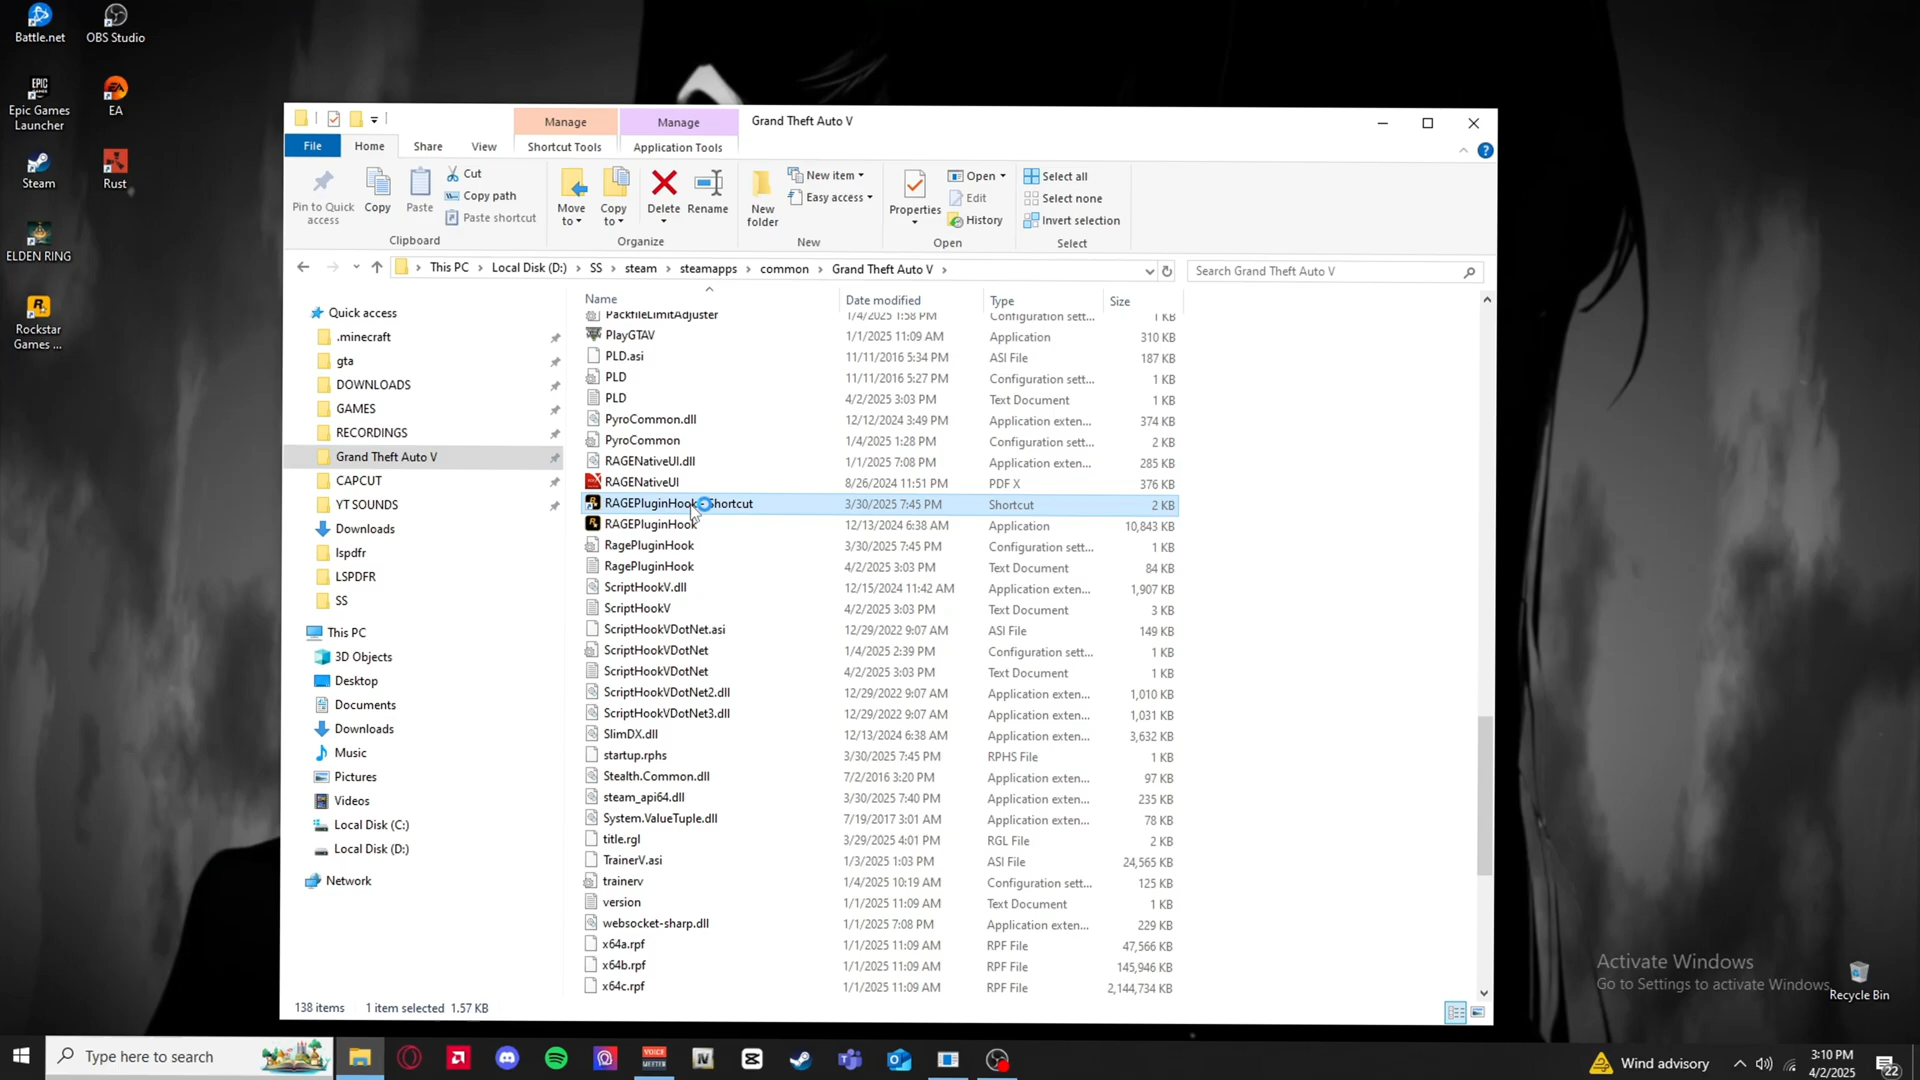 Battle.net
OBS Studio
Epic Games Launcher
EA
Steam
Rust
ELDEN RING
Rockstar Games ...
Manage
Manage
Grand Theft Auto V
File
Home
Share
View
Shortcut Tools
Application Tools
Pin to Quick access
Copy
Paste
Cut
Copy path
Paste shortcut
Clipboard
Move to
Copy to
Delete
Rename
Organize
New folder
New item
Easy access
New
Properties
Open
Edit
History
Open
Select all
Select none
Invert selection
Select
This PC > Local Disk (D:) > SS > steam > steamapps > common > Grand Theft Auto V >
Search Grand Theft Auto V
Quick access
.minecraft
gta
DOWNLOADS
GAMES
RECORDINGS
Grand Theft Auto V
CAPCUT
YT SOUNDS
Downloads
lspdfr
LSPDFR
SS
This PC
3D Objects
Desktop
Documents
Downloads
Music
Pictures
Videos
Local Disk (C:)
Local Disk (D:)
Network
Name Date modified Type Size
PackfileLimitAdjuster 1/4/2025 1:58 PM Configuration sett... 1 KB
PlayGTAV 1/1/2025 11:09 AM Application 310 KB
PLD.asi 11/11/2016 5:34 PM ASI File 187 KB
PLD 11/11/2016 5:27 PM Configuration sett... 1 KB
PLD 4/2/2025 3:03 PM Text Document 1 KB
PyroCommon.dll 12/12/2024 3:49 PM Application exten... 374 KB
PyroCommon 1/4/2025 1:28 PM Configuration sett... 2 KB
RAGENativeUI.dll 1/1/2025 7:08 PM Application exten... 285 KB
RAGENativeUI 8/26/2024 11:51 PM PDF X 376 KB
RAGEPluginHook - Shortcut 3/30/2025 7:45 PM Shortcut 2 KB
RAGEPluginHook 12/13/2024 6:38 AM Application 10,843 KB
RagePluginHook 3/30/2025 7:45 PM Configuration sett... 1 KB
RagePluginHook 4/2/2025 3:03 PM Text Document 84 KB
ScriptHookV.dll 12/15/2024 11:42 AM Application exten... 1,907 KB
ScriptHookV 4/2/2025 3:03 PM Text Document 3 KB
ScriptHookVDotNet.asi 12/29/2022 9:07 AM ASI File 149 KB
ScriptHookVDotNet 1/4/2025 2:39 PM Configuration sett... 1 KB
ScriptHookVDotNet 4/2/2025 3:03 PM Text Document 1 KB
ScriptHookVDotNet2.dll 12/29/2022 9:07 AM Application exten... 1,010 KB
ScriptHookVDotNet3.dll 12/29/2022 9:07 AM Application exten... 1,031 KB
SlimDX.dll 12/13/2024 6:38 AM Application exten... 3,632 KB
startup.rphs 3/30/2025 7:45 PM RPHS File 1 KB
Stealth.Common.dll 7/2/2016 3:20 PM Application exten... 97 KB
steam_api64.dll 3/30/2025 7:40 PM Application exten... 235 KB
System.ValueTuple.dll 7/19/2017 3:01 AM Application exten... 78 KB
title.rgl 3/29/2025 4:01 PM RGL File 2 KB
TrainerV.asi 1/3/2025 1:03 PM ASI File 24,565 KB
trainerv 1/4/2025 10:19 AM Configuration sett... 125 KB
version 1/1/2025 11:09 AM Text Document 1 KB
websocket-sharp.dll 1/1/2025 7:08 PM Application exten... 229 KB
x64a.rpf 1/1/2025 11:09 AM RPF File 47,566 KB
x64b.rpf 1/1/2025 11:09 AM RPF File 145,946 KB
x64c.rpf 1/1/2025 11:09 AM RPF File 2,144,734 KB
138 items 1 item selected 1.57 KB
Activate Windows
Go to Settings to activate Windows.
Recycle Bin
Type here to search
VOICE MEETER
Wind advisory
3:10 PM
4/2/2025
22